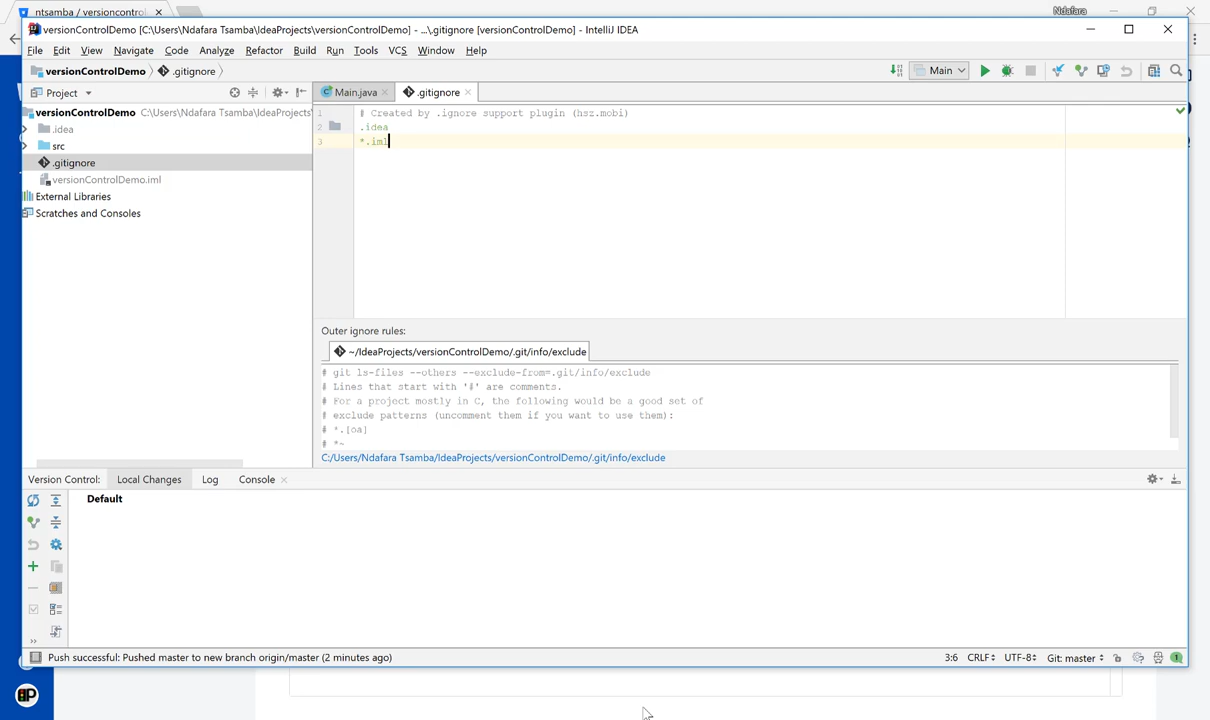 ntsamba / versioncontrol
Ndafara
versionControlDemo [C:\Users\Ndafara Tsamba\IdeaProjects\versionControlDemo] - ...\.gitignore [versionControlDemo] - IntelliJ IDEA
File Edit View Navigate Code Analyze Refactor Build Run Tools VCS Window Help
versionControlDemo .gitignore
Main
Project
Main.java
.gitignore
versionControlDemo C:\Users\Ndafara Tsamba\IdeaProjects
.idea
src
.gitignore
versionControlDemo.iml
External Libraries
Scratches and Consoles
1 # Created by .ignore support plugin (hsz.mobi)
2 .idea
3 *.iml
Outer ignore rules:
~/IdeaProjects/versionControlDemo/.git/info/exclude
# git ls-files --others --exclude-from=.git/info/exclude
# Lines that start with '#' are comments.
# For a project mostly in C, the following would be a good set of
# exclude patterns (uncomment them if you want to use them):
# *.[oa]
# *~
C:/Users/Ndafara Tsamba/IdeaProjects/versionControlDemo/.git/info/exclude
Version Control: Local Changes Log Console
Default
Push successful: Pushed master to new branch origin/master (2 minutes ago)
3:6 CRLF UTF-8 Git: master 1